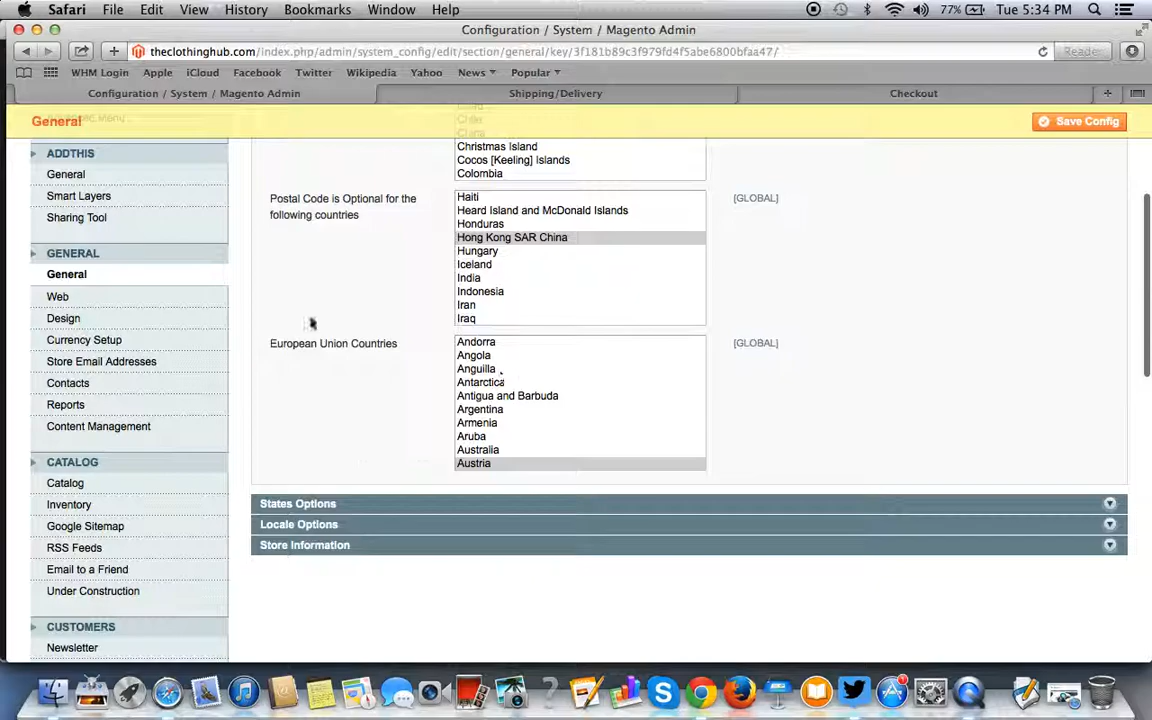 Safari File Edit View History Bookmarks Window Help 77% Tue 5:34 PM
Configuration / System / Magento Admin
theclothinghub.com/index.php/admin/system_config/edit/section/general/key/3f181b89c3f979fd4f5abe6800bfaa47/ Reader
WHM Login Apple iCloud Facebook Twitter Wikipedia Yahoo News Popular
Configuration / System / Magento Admin Shipping/Delivery Checkout
General Save Config
Chile
China
Christmas Island
Cocos [Keeling] Islands
Colombia
Postal Code is Optional for the following countries [GLOBAL]
Haiti
Heard Island and McDonald Islands
Honduras
Hong Kong SAR China
Hungary
Iceland
India
Indonesia
Iran
Iraq
European Union Countries [GLOBAL]
Andorra
Angola
Anguilla
Antarctica
Antigua and Barbuda
Argentina
Armenia
Aruba
Australia
Austria
States Options
Locale Options
Store Information
ADDTHIS
General
Smart Layers
Sharing Tool
GENERAL
General
Web
Design
Currency Setup
Store Email Addresses
Contacts
Reports
Content Management
CATALOG
Catalog
Inventory
Google Sitemap
RSS Feeds
Email to a Friend
Under Construction
CUSTOMERS
Newsletter